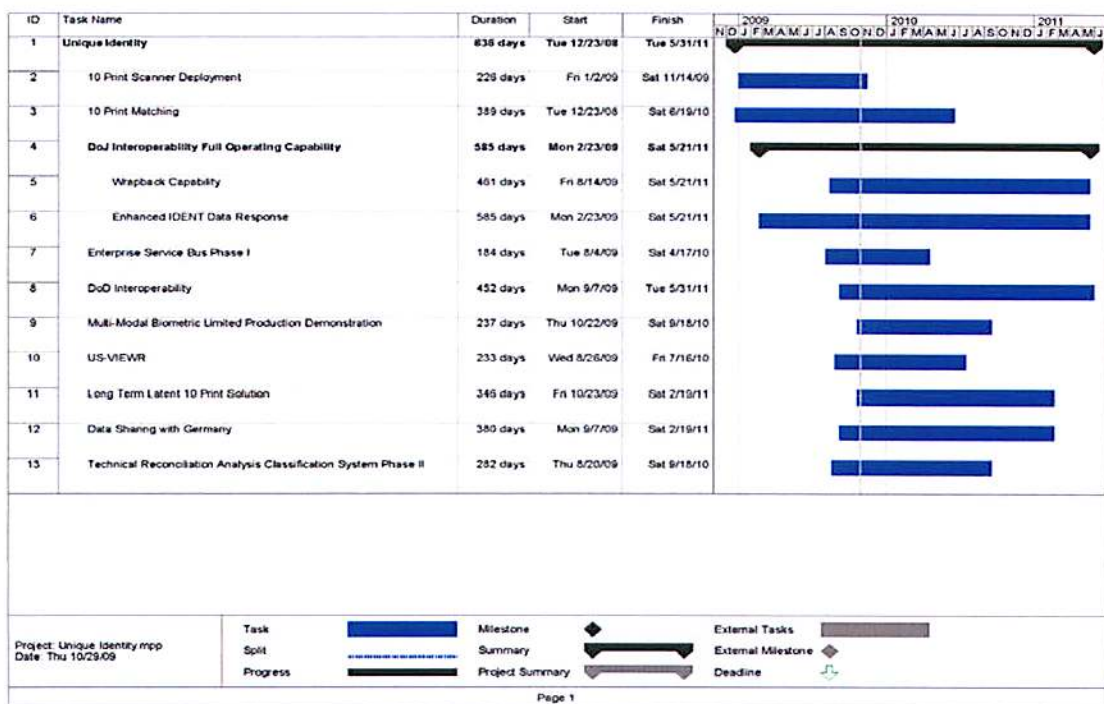 ID Task Name Duration Start Finish 2009 2010 2011
N D J F M A M J J A S O N D J F M A M J J A S O N D J F M A M J
1 Unique Identity 636 days Tue 12/23/08 Tue 5/31/11
2 10 Print Scanner Deployment 226 days Fri 1/2/09 Sat 11/14/09
3 10 Print Matching 389 days Tue 12/23/08 Sat 6/19/10
4 DoJ Interoperability Full Operating Capability 585 days Mon 2/23/09 Sat 5/21/11
5 Wrapback Capability 461 days Fri 8/14/09 Sat 5/21/11
6 Enhanced IDENT Data Response 585 days Mon 2/23/09 Sat 5/21/11
7 Enterprise Service Bus Phase I 184 days Tue 8/4/09 Sat 4/17/10
8 DoD Interoperability 452 days Mon 9/7/09 Tue 5/31/11
9 Multi-Modal Biometric Limited Production Demonstration 237 days Thu 10/22/09 Sat 9/18/10
10 US-VIEWR 233 days Wed 8/26/09 Fri 7/16/10
11 Long Term Latent 10 Print Solution 346 days Fri 10/23/09 Sat 2/19/11
12 Data Sharing with Germany 380 days Mon 9/7/09 Sat 2/19/11
13 Technical Reconciliation Analysis Classification System Phase II 282 days Thu 8/20/09 Sat 9/18/10
Project: Unique Identity.mpp
Date: Thu 10/29/09
Task Milestone External Tasks
Split Summary External Milestone
Progress Project Summary Deadline
Page 1